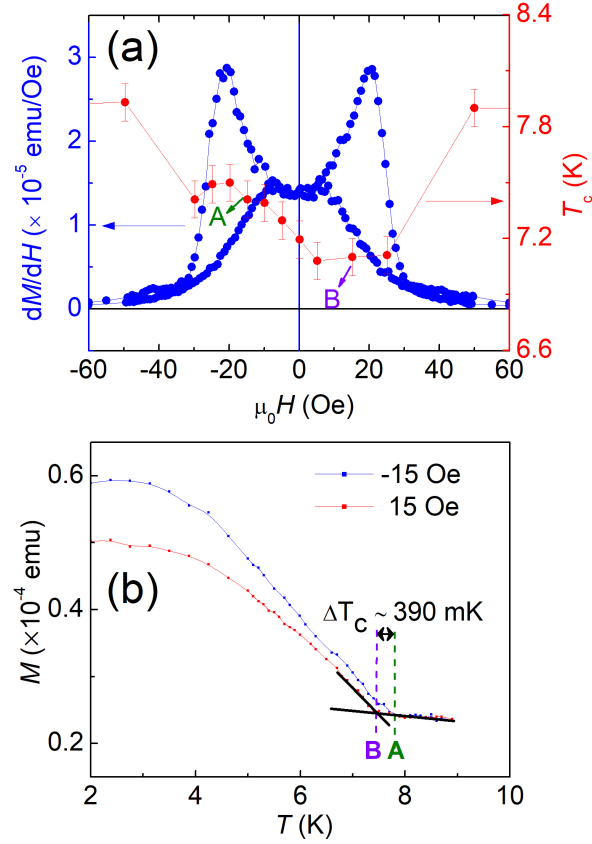 (a)
dM/dH (× 10⁻⁵ emu/Oe)
3
2
1
0
8.4
7.8
7.2
6.6
T_c (K)
A
B
-60 -40 -20 0 20 40 60
μ₀H (Oe)
(b)
M (×10⁻⁴ emu)
0.6
0.4
0.2
-15 Oe
15 Oe
ΔT_C ~ 390 mK
B A
2 4 6 8 10
T (K)